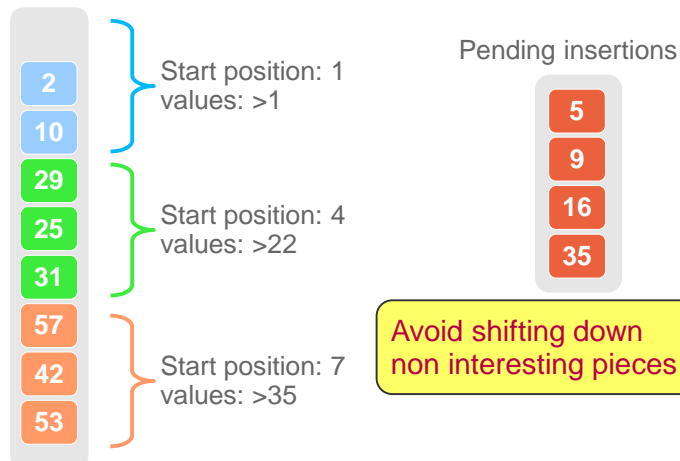 2
10
29
25
31
57
42
53
Start position: 1
values: >1
Start position: 4
values: >22
Start position: 7
values: >35
Pending insertions
5
9
16
35
Avoid shifting down
non interesting pieces